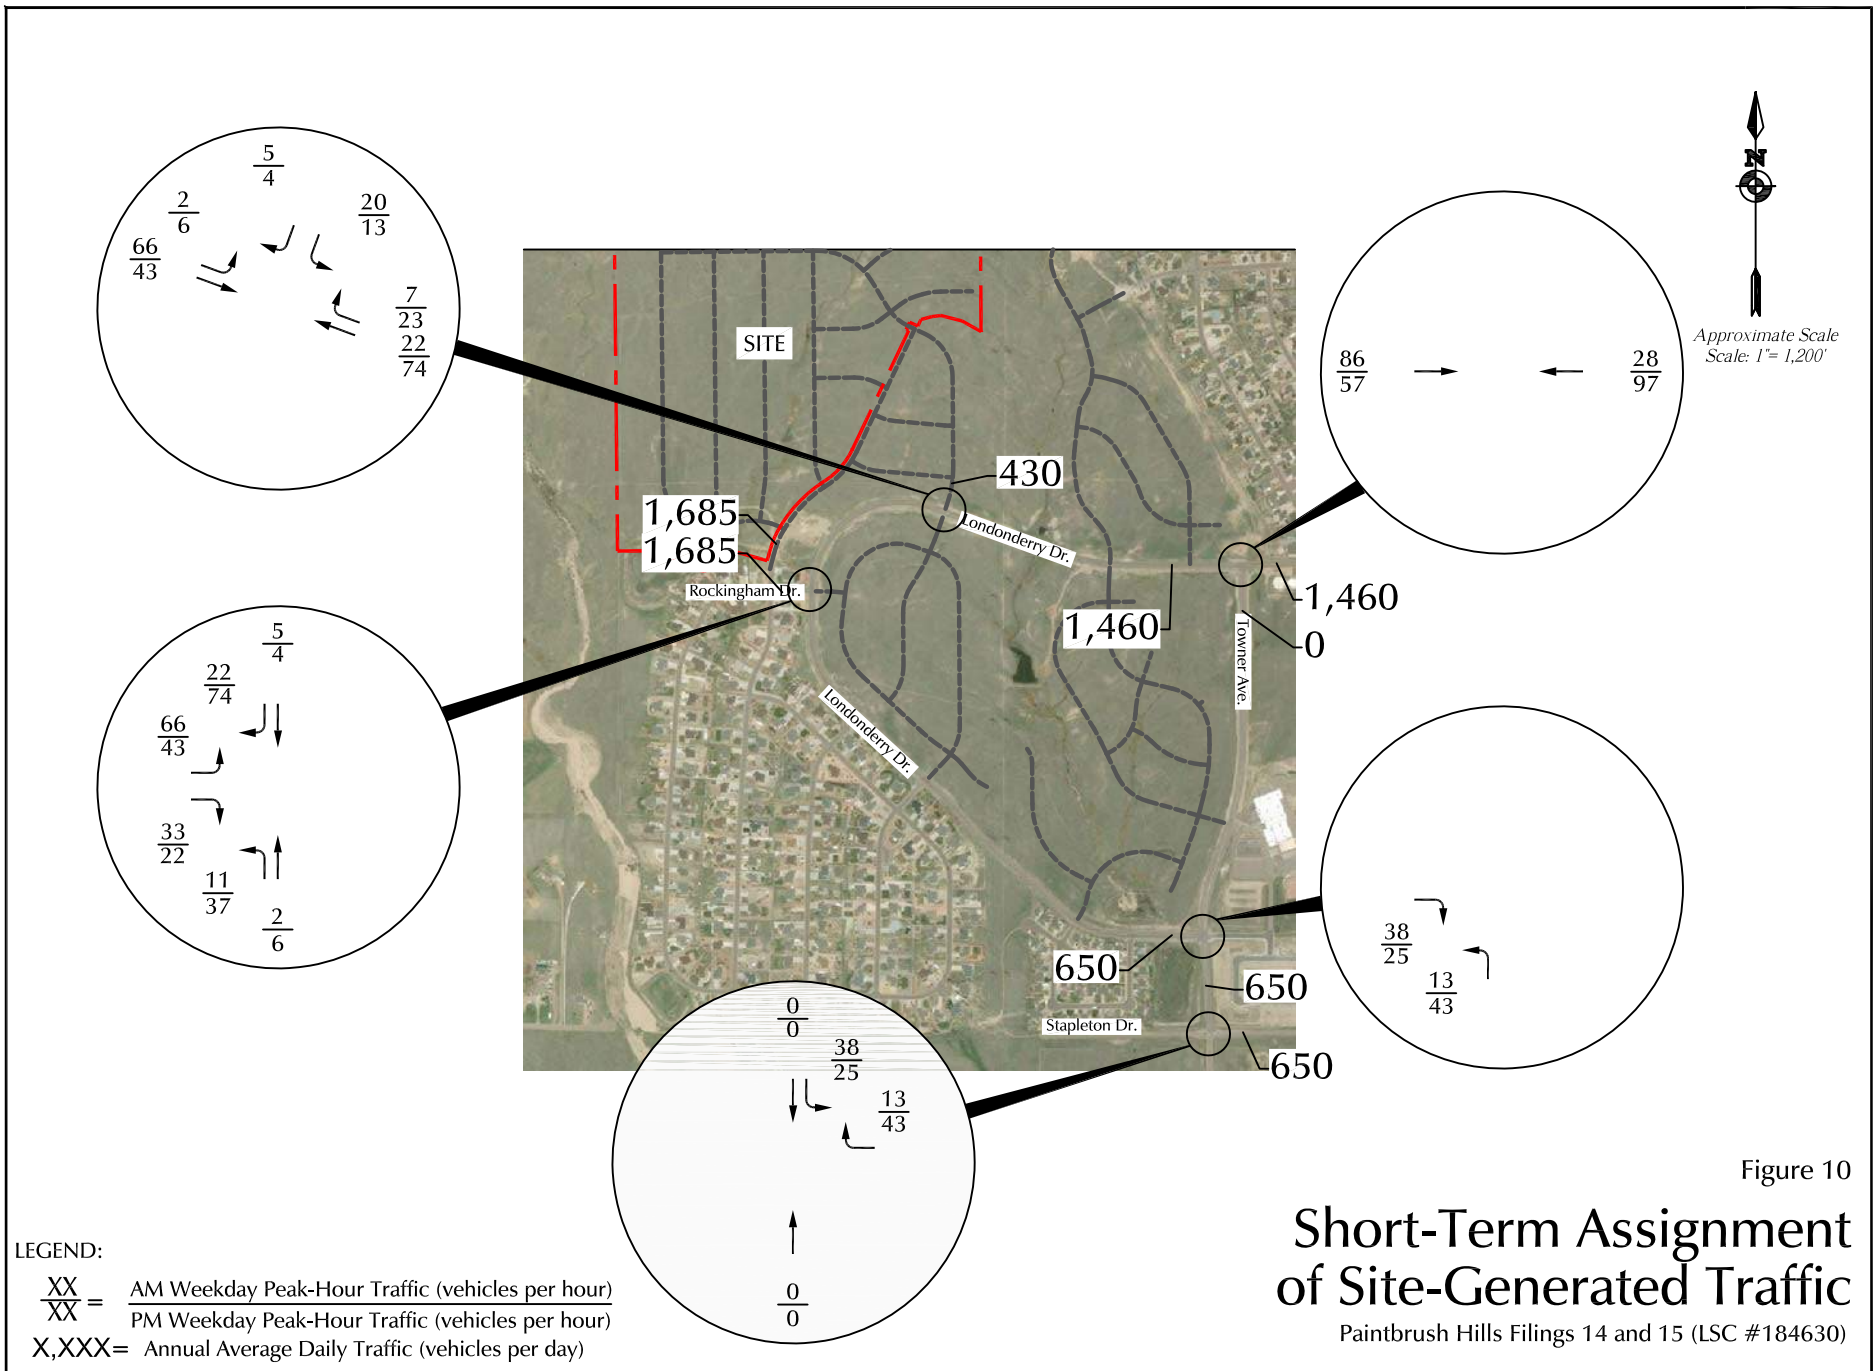 5
4
2
6
20
13
66
43
7
23
22
74
N
Approximate Scale
Scale: 1"= 1,200'
SITE
86
57
28
97
430
1,685
1,685
Londonderry Dr.
Rockingham Dr.
1,460
1,460
0
Towner Ave.
Londonderry Dr.
5
4
22
74
66
43
33
22
11
37
2
6
650
650
Stapleton Dr.
650
38
25
13
43
0
0
38
25
13
43
0
0
Figure 10
Short-Term Assignment
of Site-Generated Traffic
Paintbrush Hills Filings 14 and 15 (LSC #184630)
LEGEND:
XX
XX
=
AM Weekday Peak-Hour Traffic (vehicles per hour)
PM Weekday Peak-Hour Traffic (vehicles per hour)
X,XXX= Annual Average Daily Traffic (vehicles per day)